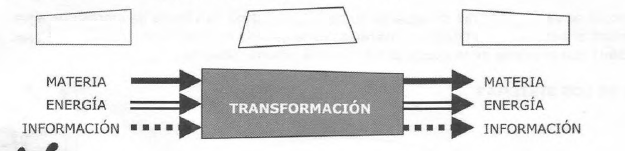 MATERIA
ENERGÍA
INFORMACIÓN
TRANSFORMACIÓN
MATERIA
ENERGÍA
INFORMACIÓN